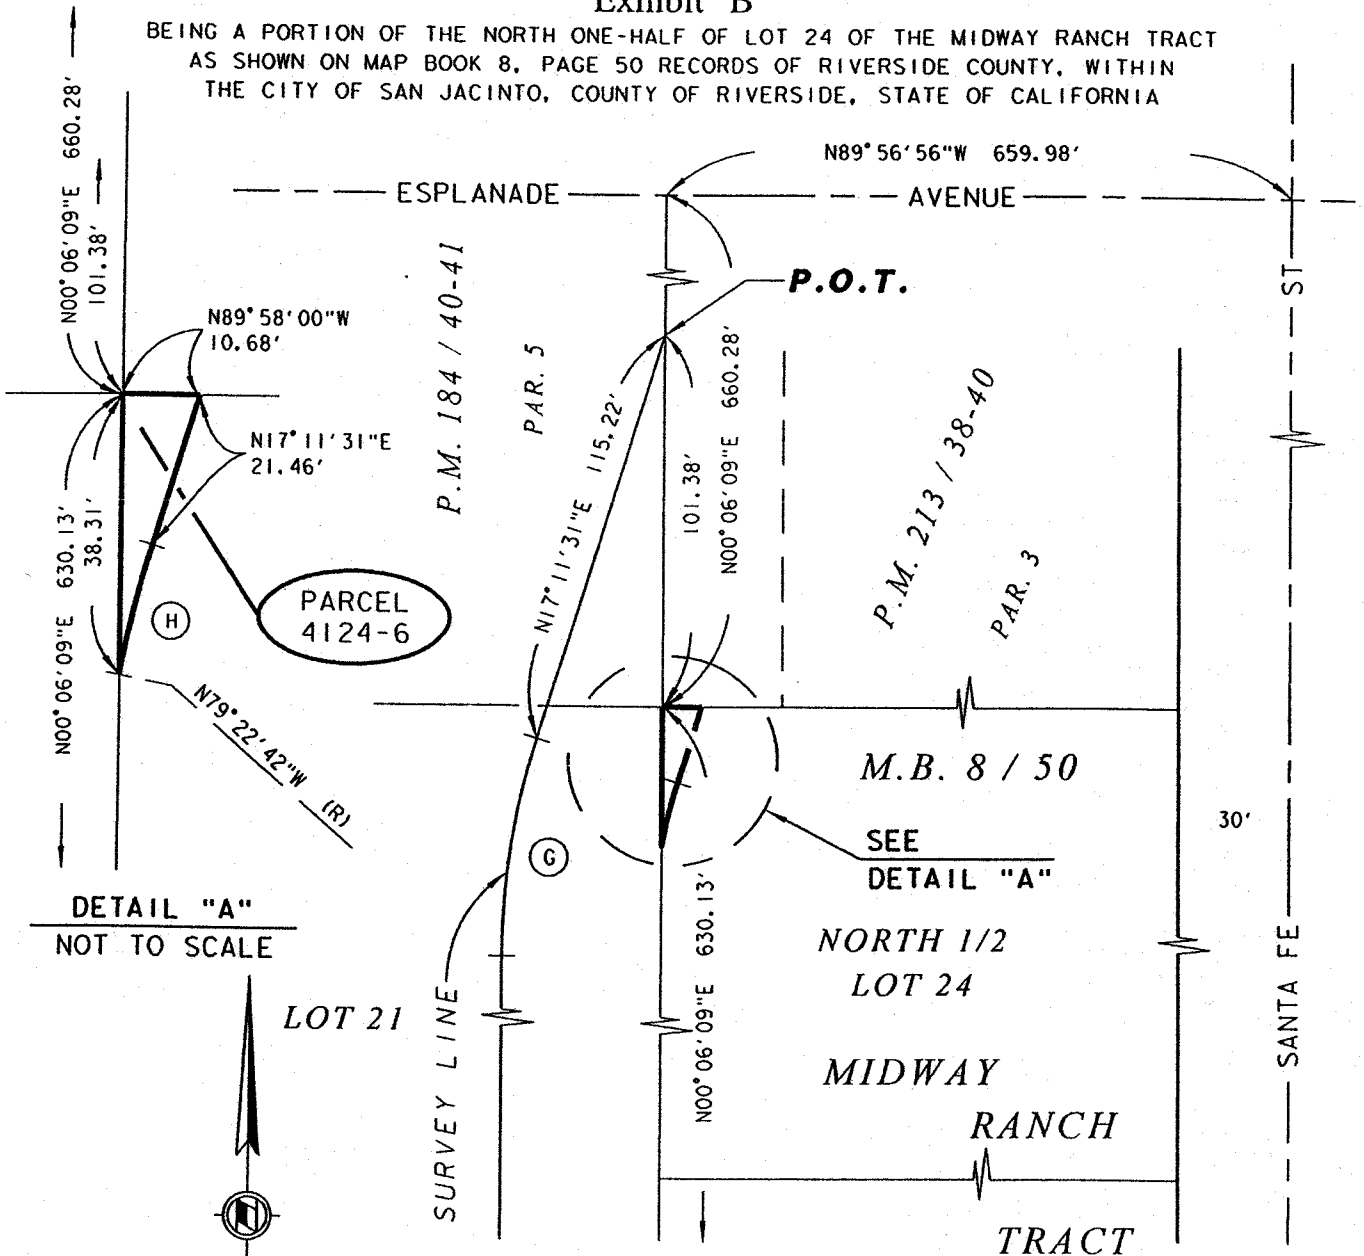 Exhibit "B"
BEING A PORTION OF THE NORTH ONE-HALF OF LOT 24 OF THE MIDWAY RANCH TRACT
AS SHOWN ON MAP BOOK 8, PAGE 50 RECORDS OF RIVERSIDE COUNTY, WITHIN
THE CITY OF SAN JACINTO, COUNTY OF RIVERSIDE, STATE OF CALIFORNIA
N00°06'09"E 660.28'
101.38'
N89°56'56"W 659.98'
ESPLANADE
AVENUE
P.O.T.
N89°58'00"W
10.68'
N17°11'31"E
21.46'
N00°06'09"E 630.13'
38.31'
PARCEL
4124-6
H
N79°22'42"W (R)
DETAIL "A"
NOT TO SCALE
P.M. 184 / 40-41
PAR. 5
N17°11'31"E 115.22'
101.38'
N00°06'09"E 660.28'
P.M. 213 / 38-40
PAR. 3
ST
M.B. 8 / 50
30'
SEE
DETAIL "A"
G
N00°06'09"E 630.13'
NORTH 1/2
LOT 24
LOT 21
SURVEY LINE
SANTA FE
MIDWAY
RANCH
TRACT